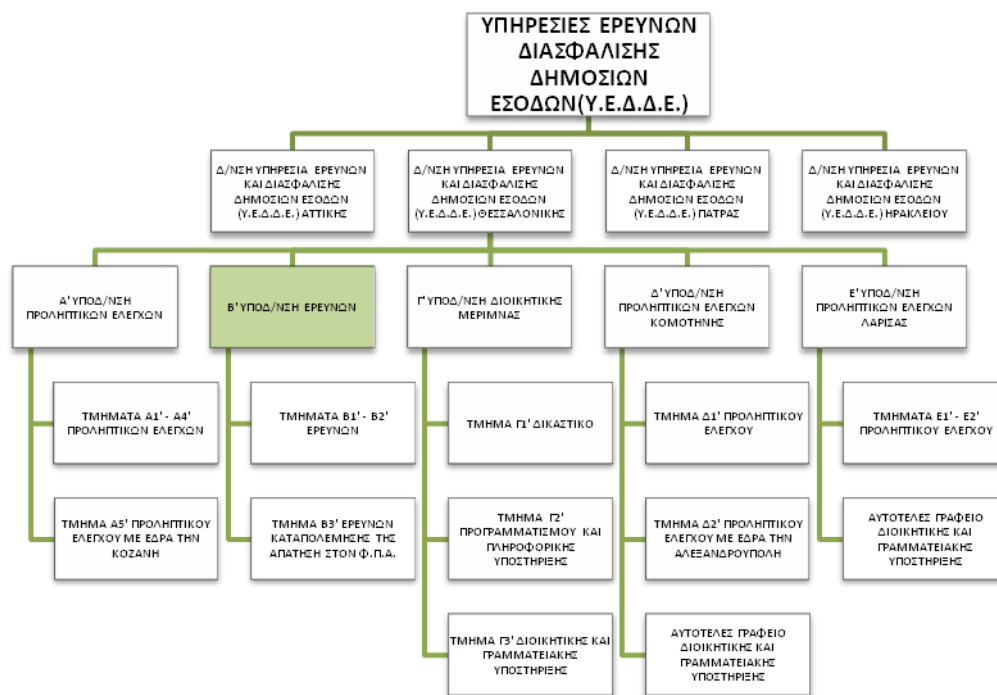 ΥΠΗΡΕΣΙΕΣ ΕΡΕΥΝΩΝ
ΔΙΑΣΦΑΛΙΣΗΣ
ΔΗΜΟΣΙΩΝ
ΕΣΟΔΩΝ(Υ.Ε.Δ.Δ.Ε.)
Δ/ΝΣΗ ΥΠΗΡΕΣΙΑ ΕΡΕΥΝΩΝ
ΚΑΙ ΔΙΑΣΦΑΛΙΣΗΣ
ΔΗΜΟΣΙΩΝ ΕΣΟΔΩΝ
(Υ.Ε.Δ.Δ.Ε.) ΑΤΤΙΚΗΣ
Δ/ΝΣΗ ΥΠΗΡΕΣΙΑ ΕΡΕΥΝΩΝ
ΚΑΙ ΔΙΑΣΦΑΛΙΣΗΣ
ΔΗΜΟΣΙΩΝ ΕΣΟΔΩΝ
(Υ.Ε.Δ.Δ.Ε.) ΘΕΣΣΑΛΟΝΙΚΗΣ
Δ/ΝΣΗ ΥΠΗΡΕΣΙΑ ΕΡΕΥΝΩΝ
ΚΑΙ ΔΙΑΣΦΑΛΙΣΗΣ
ΔΗΜΟΣΙΩΝ ΕΣΟΔΩΝ
(Υ.Ε.Δ.Δ.Ε.) ΠΑΤΡΑΣ
Δ/ΝΣΗ ΥΠΗΡΕΣΙΑ ΕΡΕΥΝΩΝ
ΚΑΙ ΔΙΑΣΦΑΛΙΣΗΣ
ΔΗΜΟΣΙΩΝ ΕΣΟΔΩΝ
(Υ.Ε.Δ.Δ.Ε.) ΗΡΑΚΛΕΙΟΥ
Α' ΥΠΟΔ/ΝΣΗ
ΠΡΟΛΗΠΤΙΚΩΝ ΕΛΕΓΧΩΝ
Β' ΥΠΟΔ/ΝΣΗ ΕΡΕΥΝΩΝ
Γ' ΥΠΟΔ/ΝΣΗ ΔΙΟΙΚΗΤΙΚΗΣ
ΜΕΡΙΜΝΑΣ
Δ' ΥΠΟΔ/ΝΣΗ
ΠΡΟΛΗΠΤΙΚΩΝ ΕΛΕΓΧΩΝ
ΚΟΜΟΤΗΝΗΣ
Ε' ΥΠΟΔ/ΝΣΗ
ΠΡΟΛΗΠΤΙΚΩΝ ΕΛΕΓΧΩΝ
ΛΑΡΙΣΑΣ
ΤΜΗΜΑΤΑ Α1' - Α4'
ΠΡΟΛΗΠΤΙΚΩΝ ΕΛΕΓΧΩΝ
ΤΜΗΜΑΤΑ Β1' - Β2'
ΕΡΕΥΝΩΝ
ΤΜΗΜΑ Γ1' ΔΙΚΑΣΤΙΚΟ
ΤΜΗΜΑ Δ1' ΠΡΟΛΗΠΤΙΚΟΥ
ΕΛΕΓΧΟΥ
ΤΜΗΜΑΤΑ Ε1' - Ε2'
ΠΡΟΛΗΠΤΙΚΟΥ ΕΛΕΓΧΟΥ
ΤΜΗΜΑ Α5' ΠΡΟΛΗΠΤΙΚΟΥ
ΕΛΕΓΧΟΥ ΜΕ ΕΔΡΑ ΤΗΝ
ΚΟΖΑΝΗ
ΤΜΗΜΑ Β3' ΕΡΕΥΝΩΝ
ΚΑΤΑΠΟΛΕΜΗΣΗΣ ΤΗΣ
ΑΠΑΤΗΣΗ ΣΤΟΝ Φ.Π.Α.
ΤΜΗΜΑ Γ2'
ΠΡΟΓΡΑΜΜΑΤΙΣΜΟΥ ΚΑΙ
ΠΛΗΡΟΦΟΡΙΚΗΣ
ΥΠΟΣΤΗΡΙΞΗΣ
ΤΜΗΜΑ Δ2' ΠΡΟΛΗΠΤΙΚΟΥ
ΕΛΕΓΧΟΥ ΜΕ ΕΔΡΑ ΤΗΝ
ΑΛΕΞΑΝΔΡΟΥΠΟΛΗ
ΑΥΤΟΤΕΛΕΣ ΓΡΑΦΕΙΟ
ΔΙΟΙΚΗΤΙΚΗΣ ΚΑΙ
ΓΡΑΜΜΑΤΕΙΑΚΗΣ
ΥΠΟΣΤΗΡΙΞΗΣ
ΤΜΗΜΑ Γ3' ΔΙΟΙΚΗΤΙΚΗΣ ΚΑΙ
ΓΡΑΜΜΑΤΕΙΑΚΗΣ
ΥΠΟΣΤΗΡΙΞΗΣ
ΑΥΤΟΤΕΛΕΣ ΓΡΑΦΕΙΟ
ΔΙΟΙΚΗΤΙΚΗΣ ΚΑΙ
ΓΡΑΜΜΑΤΕΙΑΚΗΣ
ΥΠΟΣΤΗΡΙΞΗΣ